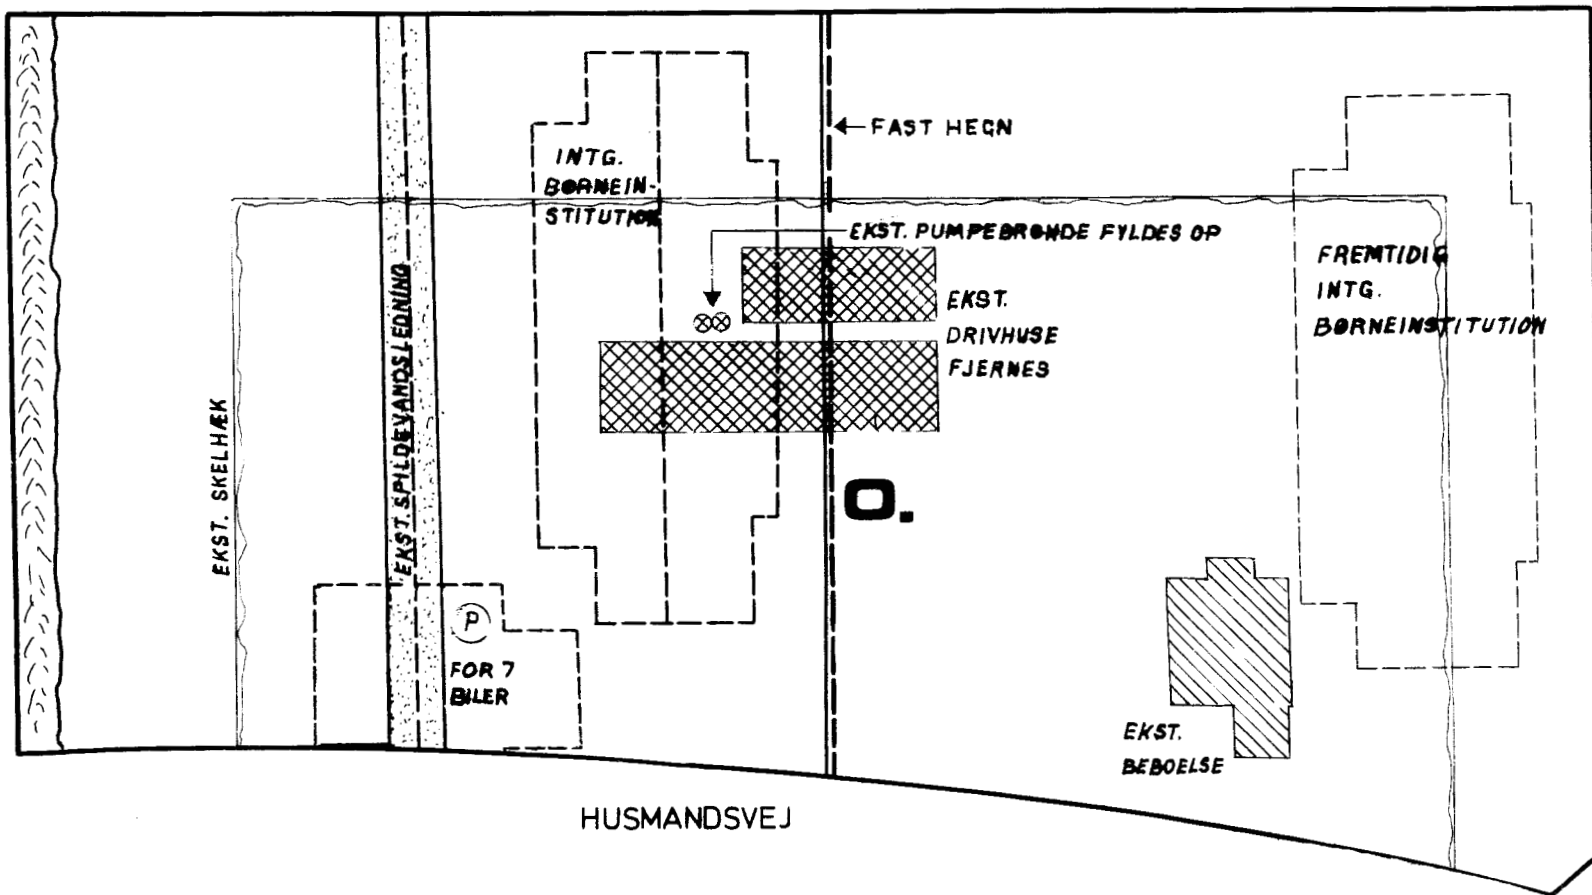 FAST HEGN
INTG.
BØRNEIN-
STITUTION
EKST. PUMPEBRØNDE FYLDES OP
EKST.
DRIVHUSE
FJERNES
FREMTIDIG
INTG.
BØRNEINSTITUTION
EKST. SKELHÆK
EKST. SPILDEVANDSLEDNING
O.
P
FOR 7
BILER
EKST.
BEBOELSE
HUSMANDSVEJ